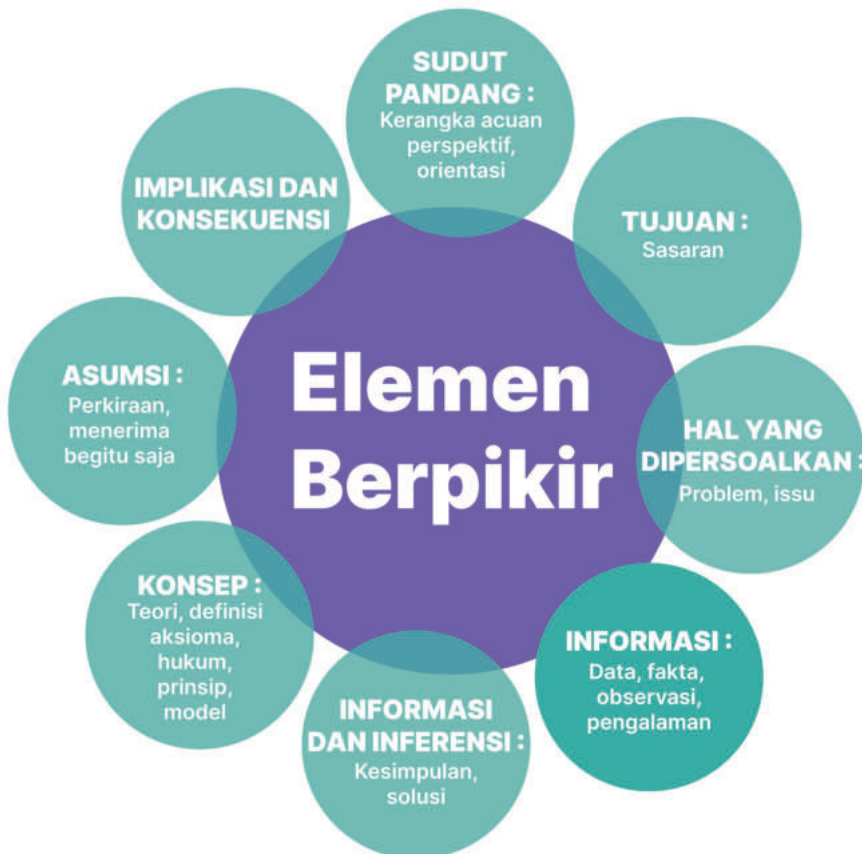 SUDUT
PANDANG :
Kerangka acuan
perspektif,
orientasi
TUJUAN :
Sasaran
HAL YANG
DIPERSOALKAN :
Problem, issu
INFORMASI :
Data, fakta,
observasi,
pengalaman
INFORMASI
DAN INFERENSI :
Kesimpulan,
solusi
KONSEP :
Teori, definisi
aksioma,
hukum,
prinsip,
model
ASUMSI :
Perkiraan,
menerima
begitu saja
IMPLIKASI DAN
KONSEKUENSI
Elemen
Berpikir